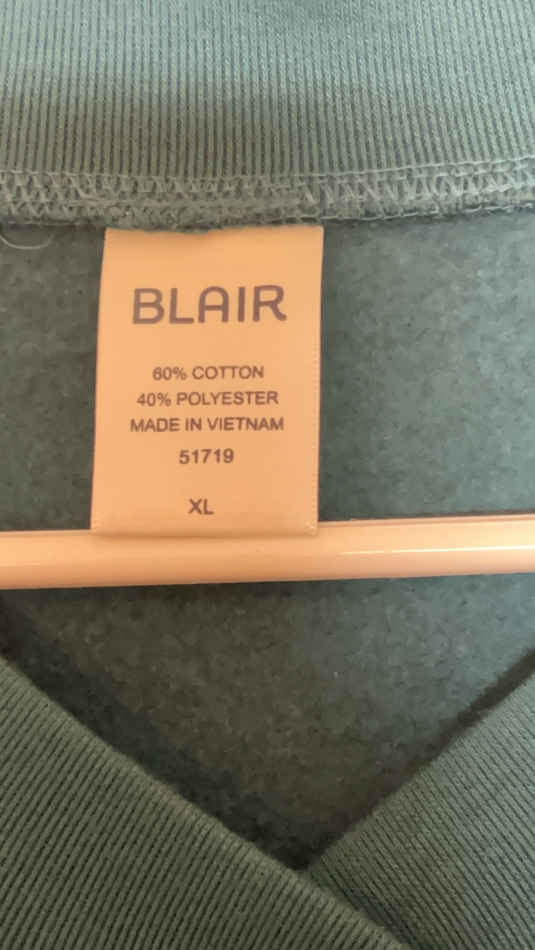 BLAIR
60% COTTON
40% POLYESTER
MADE IN VIETNAM
51719
XL